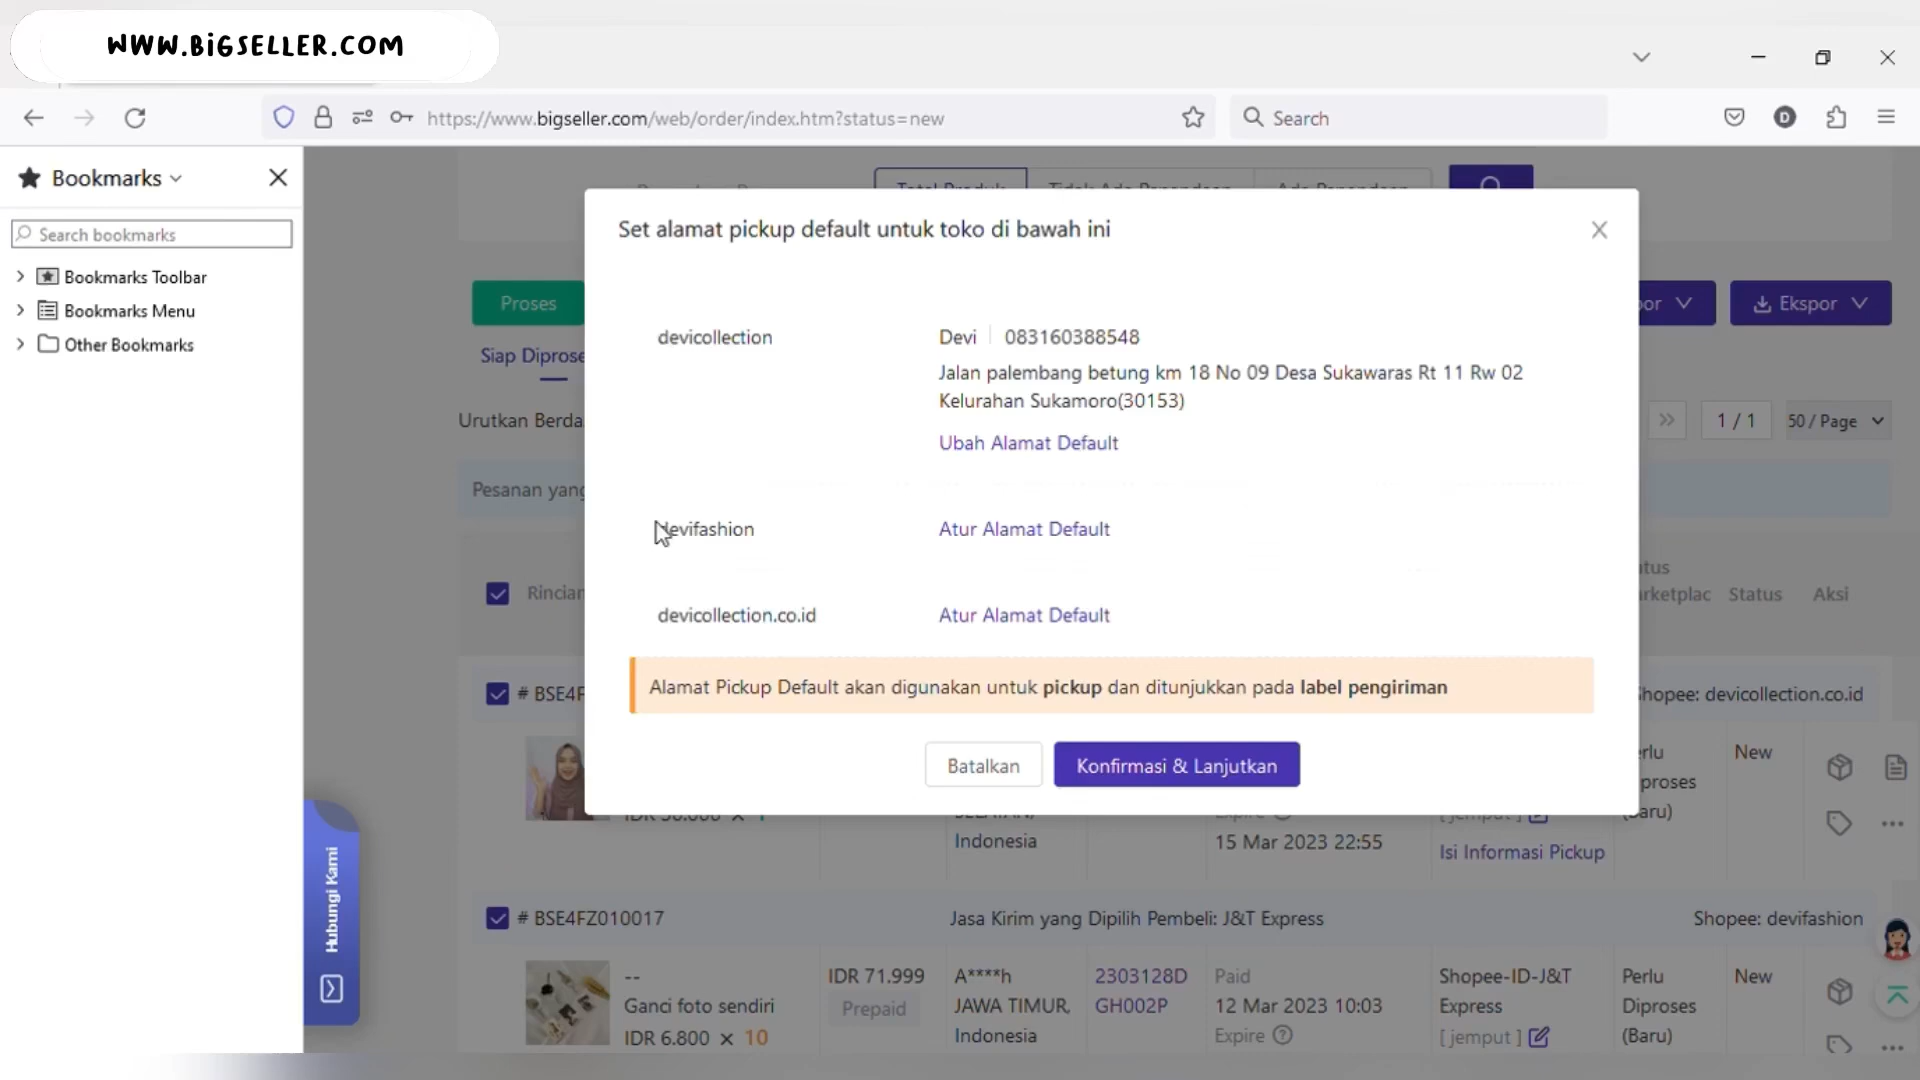 WWW.BIGSELLER.COM
https://www.bigseller.com/web/order/index.htm?status=new
Search
D
Bookmarks
Search bookmarks
Bookmarks Toolbar
Bookmarks Menu
Other Bookmarks
Set alamat pickup default untuk toko di bawah ini
Proses
Ekspor
Siap Diprose
Urutkan Berda
1 / 1
50 / Page
Pesanan yang
devicollection
Devi
083160388548
Jalan palembang betung km 18 No 09 Desa Sukawaras Rt 11 Rw 02
Kelurahan Sukamoro(30153)
Ubah Alamat Default
devifashion
Atur Alamat Default
devicollection.co.id
Atur Alamat Default
Alamat Pickup Default akan digunakan untuk pickup dan ditunjukkan pada label pengiriman
Batalkan
Konfirmasi & Lanjutkan
Rincian
Status
Aksi
# BSE4F
Shopee: devicollection.co.id
New
Indonesia
15 Mar 2023 22:55
[ jemput ]
Isi Informasi Pickup
Hubungi Kami
# BSE4FZ010017
Jasa Kirim yang Dipilih Pembeli: J&T Express
Shopee: devifashion
--
Ganci foto sendiri
IDR 6.800 × 10
IDR 71.999
Prepaid
A****h
JAWA TIMUR,
Indonesia
2303128D
GH002P
Paid
12 Mar 2023 10:03
Expire
Shopee-ID-J&T
Express
[ jemput ]
Perlu
Diproses
(Baru)
New